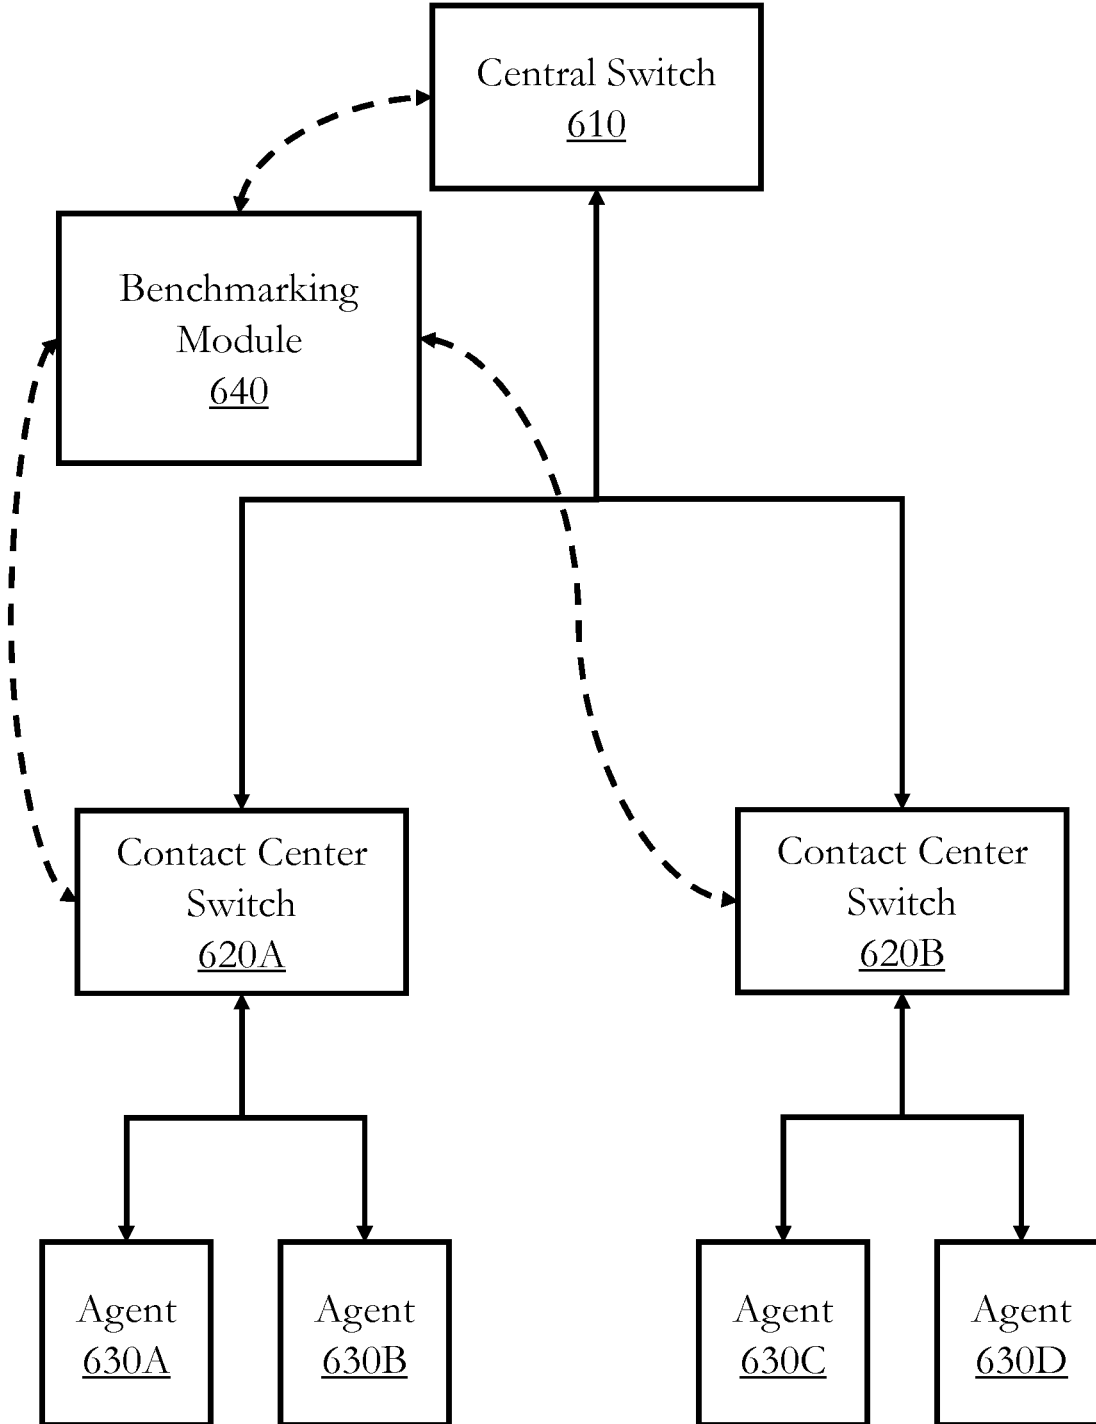 Central Switch
610
Benchmarking
Module
640
Contact Center
Switch
620A
Contact Center
Switch
620B
Agent
630A
Agent
630B
Agent
630C
Agent
630D